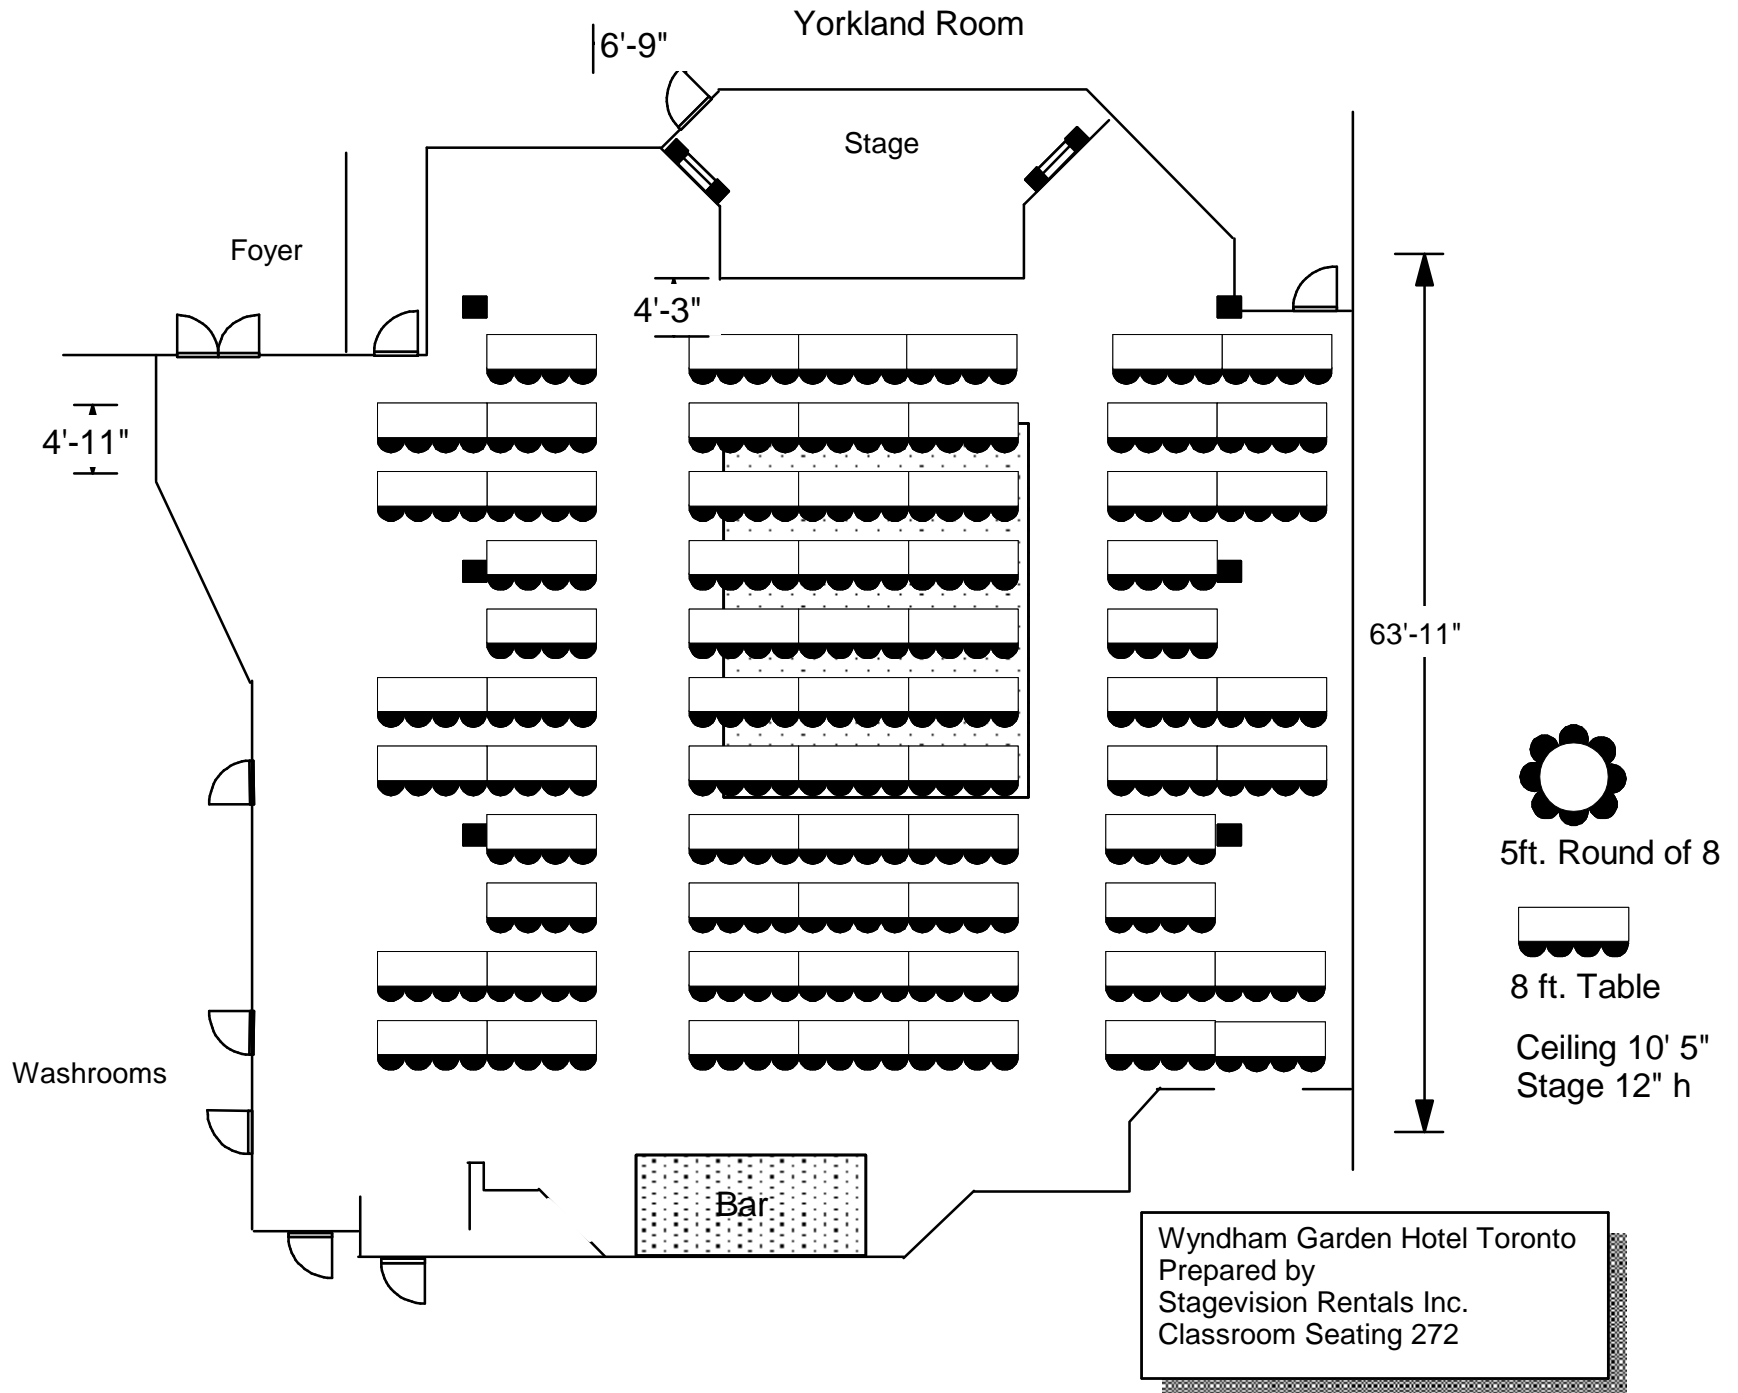 Yorkland Room
6'-9"
Stage
Foyer
4'-3"
4'-11"
63'-11"
5ft. Round of 8
8 ft. Table
Ceiling 10' 5"
Stage 12" h
Washrooms
Bar
Wyndham Garden Hotel Toronto
Prepared by
Stagevision Rentals Inc.
Classroom Seating 272